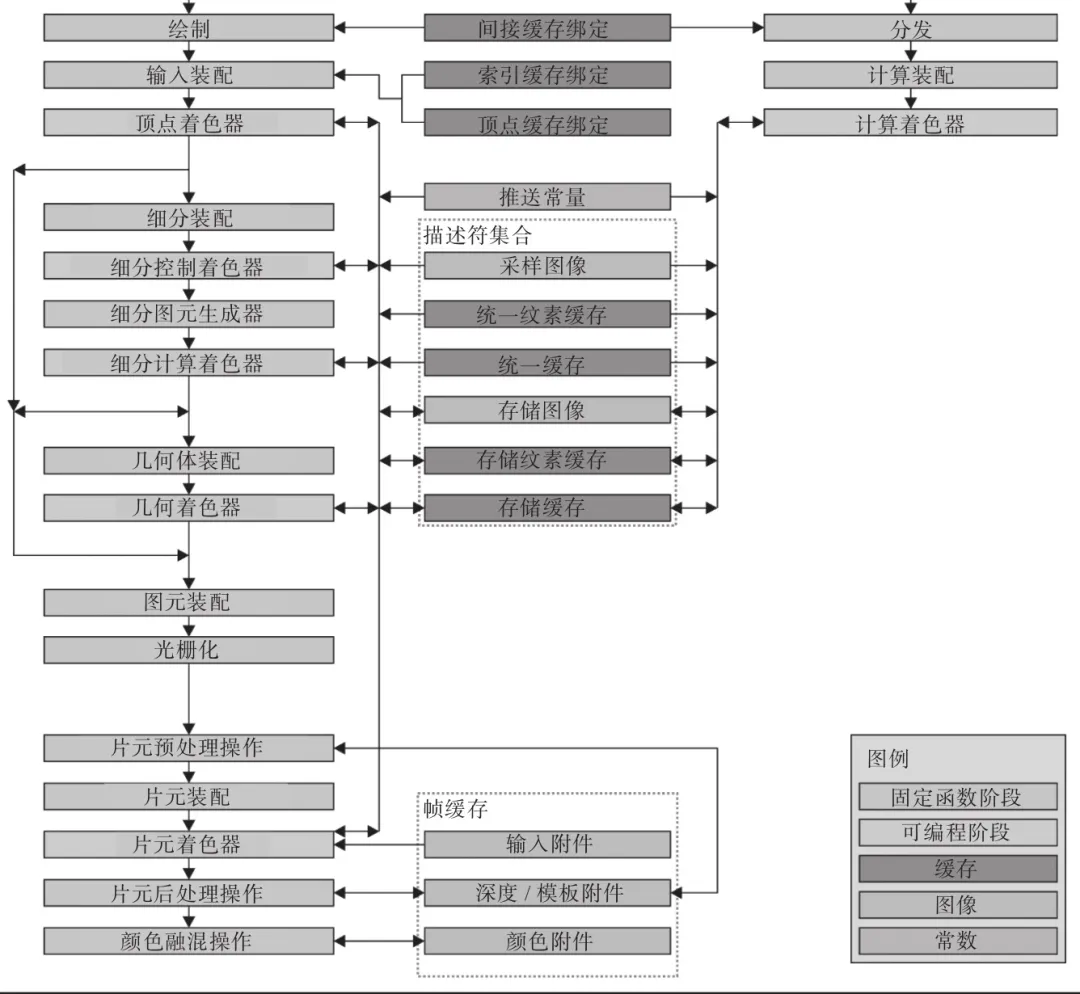 绘制
间接缓存绑定
分发
输入装配
索引缓存绑定
计算装配
顶点着色器
顶点缓存绑定
计算着色器
推送常量
细分装配
描述符集合
细分控制着色器
采样图像
细分图元生成器
统一纹素缓存
细分计算着色器
统一缓存
存储图像
几何体装配
存储纹素缓存
几何着色器
存储缓存
图元装配
光栅化
片元预处理操作
片元装配
帧缓存
片元着色器
输入附件
片元后处理操作
深度 / 模板附件
颜色融混操作
颜色附件
图例
固定函数阶段
可编程阶段
缓存
图像
常数